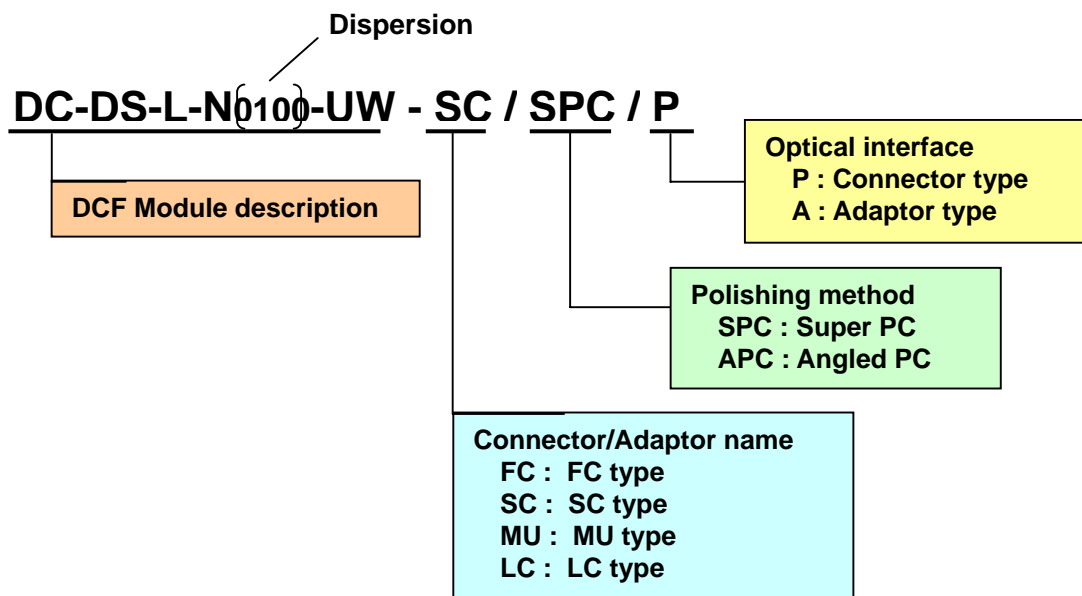 Dispersion
DC-DS-L-N(0100)-UW - SC / SPC / P
Optical interface
P : Connector type
A : Adaptor type
DCF Module description
Polishing method
SPC : Super PC
APC : Angled PC
Connector/Adaptor name
FC : FC type
SC : SC type
MU : MU type
LC : LC type